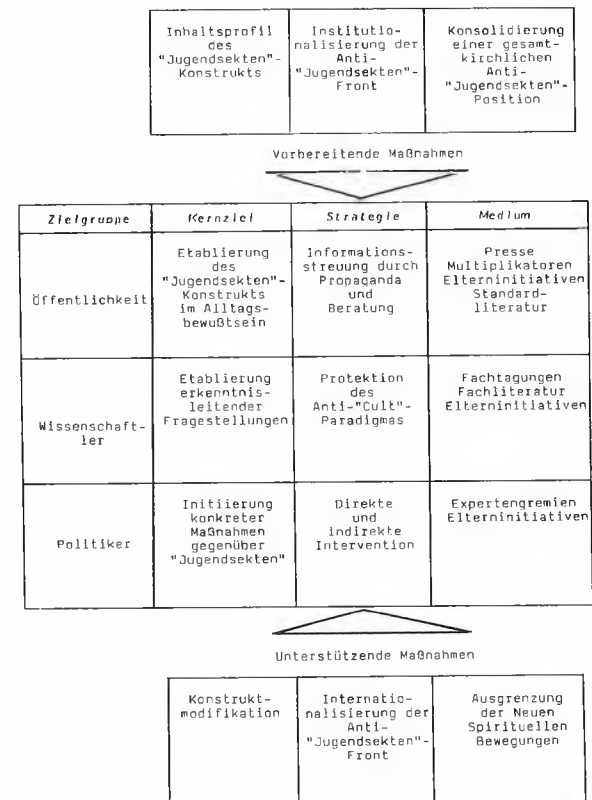 Inhaltsprofil
des
"Jugendsekten"-
Konstrukts
Institutio-
nalisierung der
Anti-
"Jugendsekten"-
Front
Konsolidierung
einer gesamt-
kirchlichen
Anti-
"Jugendsekten"-
Position
Vorbereitende Maßnahmen
Zielgruppe
Kernziel
Strategie
Medium
Öffentlichkeit
Etablierung
des
"Jugendsekten"-
Konstrukts
im Alltags-
bewußtsein
Informations-
streuung durch
Propaganda
und
Beratung
Presse
Multiplikatoren
Elterninitiativen
Standard-
literatur
Wissenschaft-
ler
Etablierung
erkenntnis-
leitender
Fragestellungen
Protektion
des
Anti-"Cult"-
Paradigmas
Fachtagungen
Fachliteratur
Elterninitiativen
Politiker
Initiierung
konkreter
Maßnahmen
gegenüber
"Jugendsekten"
Direkte
und
indirekte
Intervention
Expertengremien
Elterninitiativen
Unterstützende Maßnahmen
Konstrukt-
modifikation
Internatio-
nalisierung der
Anti-
"Jugendsekten"-
Front
Ausgrenzung
der Neuen
Spirituellen
Bewegungen